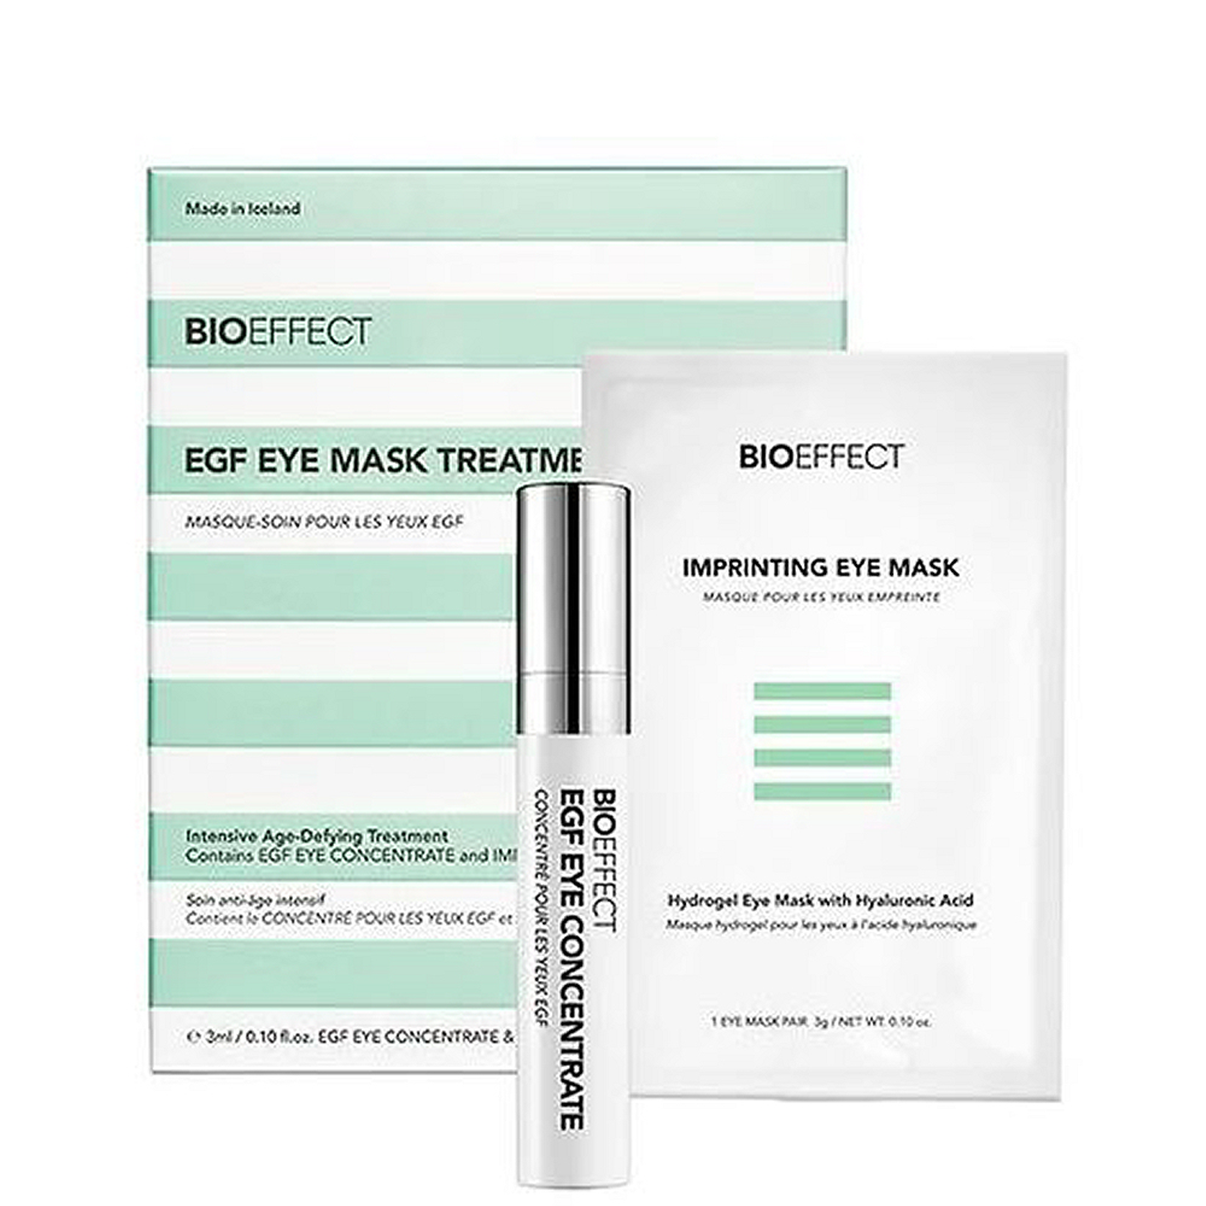 Made in Iceland
BIOEFFECT
EGF EYE MASK TREATME
MASQUE-SOIN POUR LES YEUX EGF
Intensive Age-Defying Treatment
Contains EGF EYE CONCENTRATE and IM
Soin anti-âge intensif
Contient le CONCENTRÉ POUR LES YEUX EGF et
℮ 3ml / 0.10 fl.oz. EGF EYE CONCENTRATE &
BIOEFFECT
EGF EYE CONCENTRATE
CONCENTRÉ POUR LES YEUX EGF
BIOEFFECT
IMPRINTING EYE MASK
MASQUE POUR LES YEUX EMPREINTE
Hydrogel Eye Mask with Hyaluronic Acid
Masque hydrogel pour les yeux à l'acide hyaluronique
1 EYE MASK PAIR 3g / NET WT. 0.10 oz.